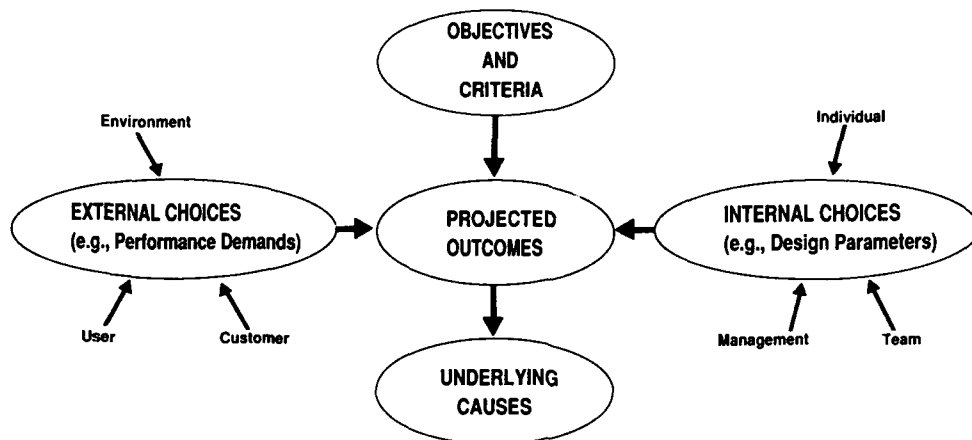 OBJECTIVES
AND
CRITERIA
Environment
Individual
EXTERNAL CHOICES
(e.g., Performance Demands)
PROJECTED
OUTCOMES
INTERNAL CHOICES
(e.g., Design Parameters)
User
Customer
Management
Team
UNDERLYING
CAUSES